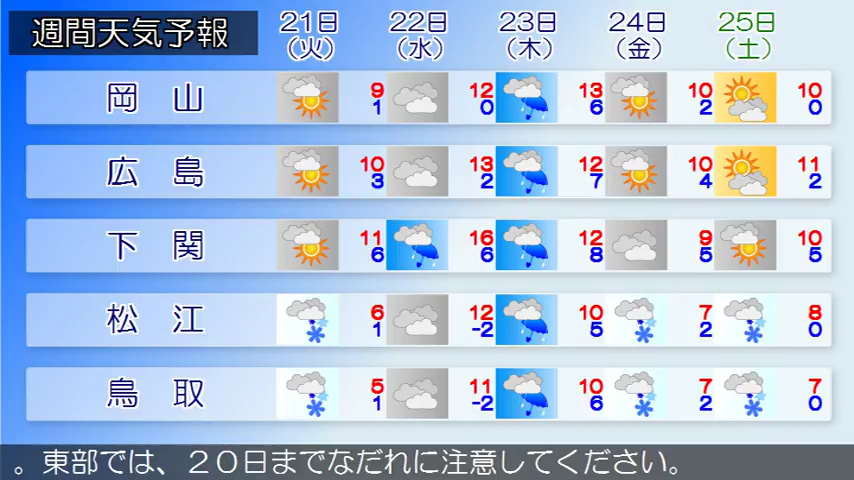 週間天気予報
21日 22日 23日 24日 25日
（火） （水） （木） （金） （土）
岡山 9 12 13 10 10
1 0 6 2 0
広島 10 13 12 10 11
3 2 7 4 2
下関 11 16 12 9 10
6 6 8 5 5
松江 6 12 10 7 8
1 -2 5 2 0
鳥取 5 11 10 7 7
1 -2 6 2 0
。東部では、２０日までなだれに注意してください。